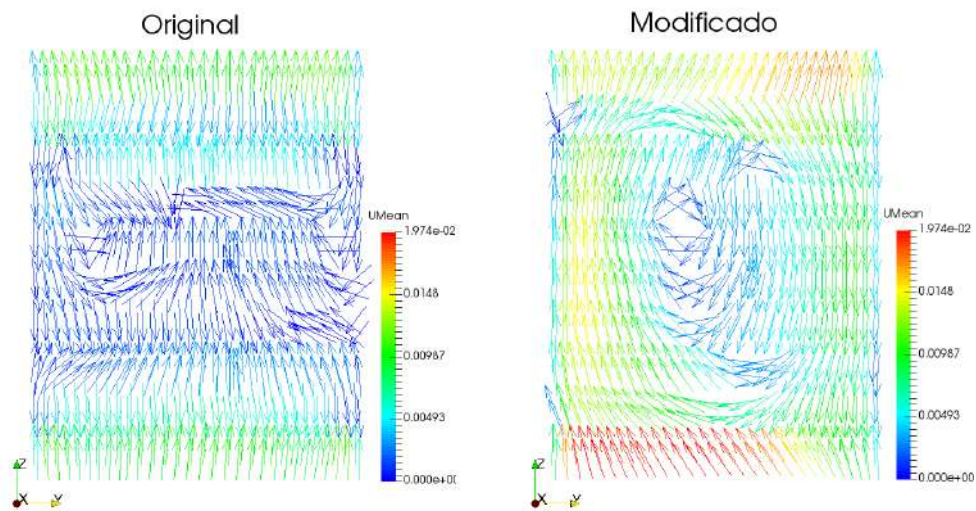 Original
Modificado
UMean
1.974e-02
0.0148
0.00987
0.00493
0.000e+00
Z
X
Y
UMean
1.974e-02
0.0148
0.00987
0.00493
0.000e+00
Z
X
Y